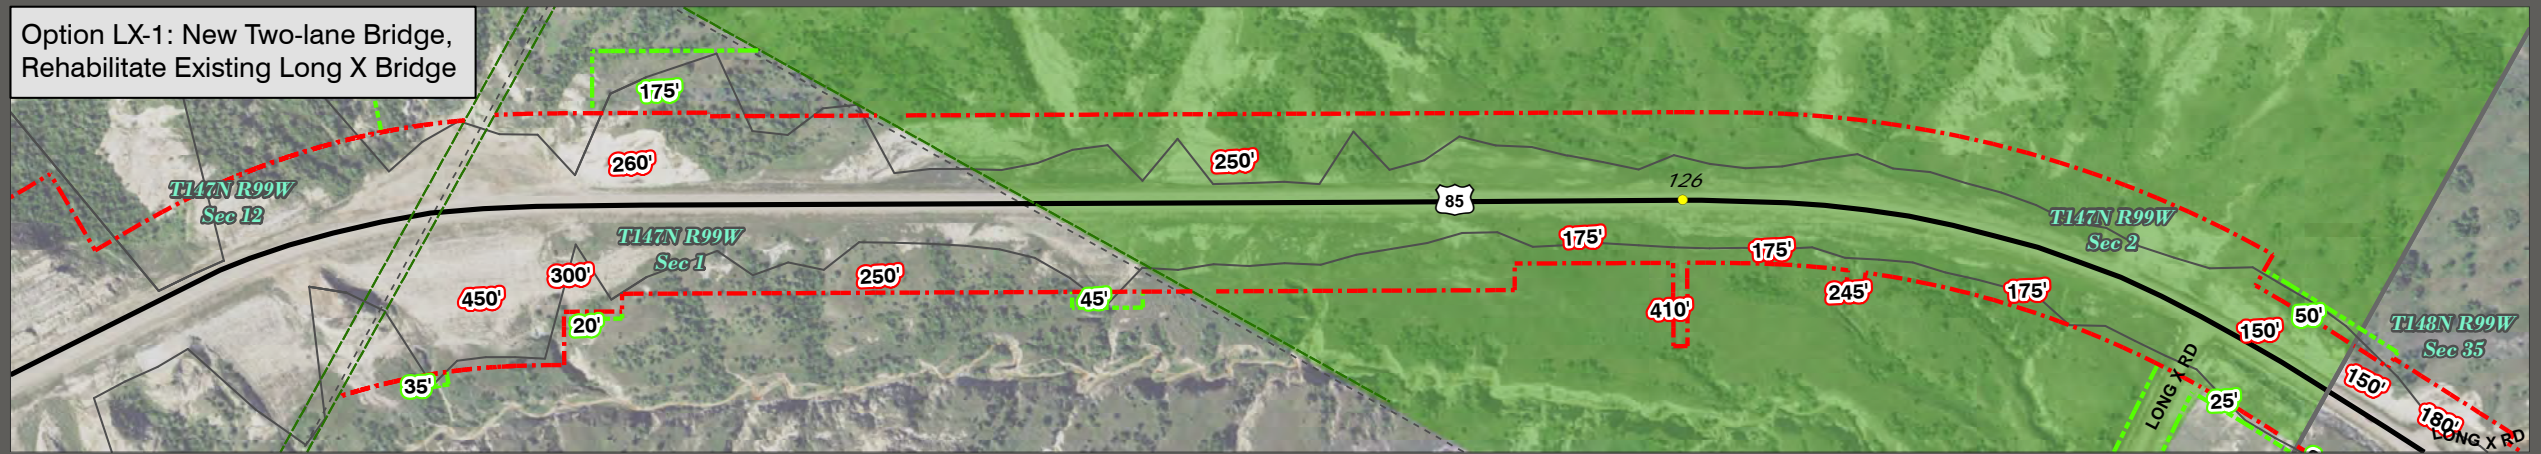 Option LX-1: New Two-lane Bridge,
Rehabilitate Existing Long X Bridge
175'
260'
250'
126
85
T147N R99W
Sec 12
T147N R99W
Sec 1
T147N R99W
Sec 2
175'
175'
300'
250'
450'
45'
20'
410'
245'
175'
50'
150'
T148N R99W
Sec 35
35'
LONG X RD
25'
150'
180'
LONG X RD